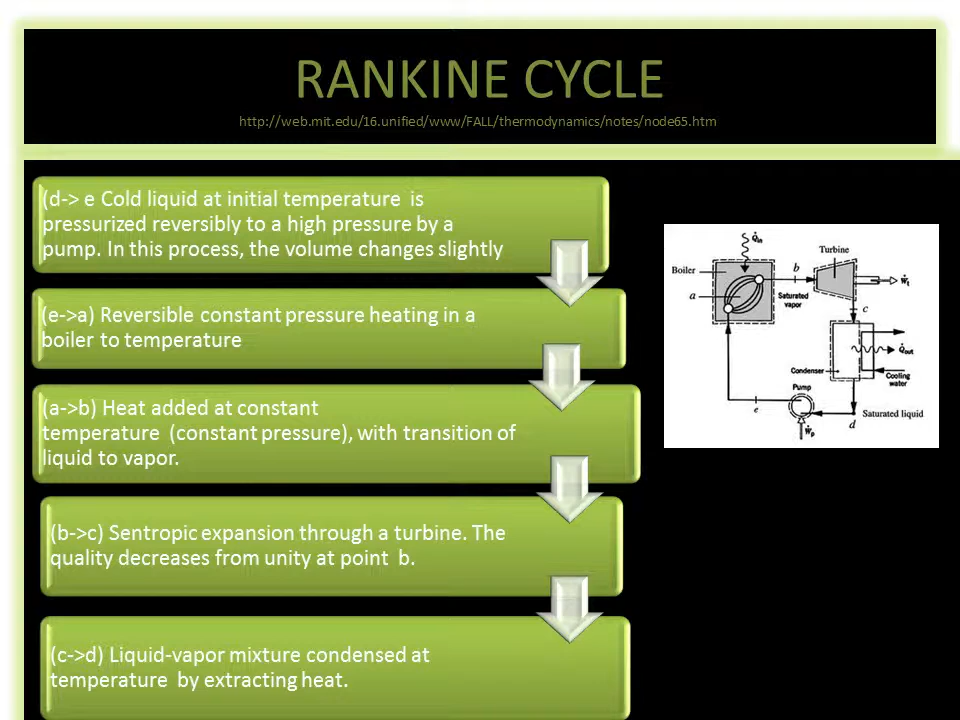 RANKINE CYCLE
http://web.mit.edu/16.unified/www/FALL/thermodynamics/notes/node65.htm
(d-> e Cold liquid at initial temperature  is
pressurized reversibly to a high pressure by a
pump. In this process, the volume changes slightly
(e->a) Reversible constant pressure heating in a
boiler to temperature
(a->b) Heat added at constant
temperature  (constant pressure), with transition of
liquid to vapor.
(b->c) Sentropic expansion through a turbine. The
quality decreases from unity at point  b.
(c->d) Liquid-vapor mixture condensed at
temperature  by extracting heat.
Q̇in
Turbine
Boiler
b
Ẇt
a
Saturated
vapor
c
Q̇out
Condenser
Cooling
water
Pump
e
Saturated liquid
d
Ẇp